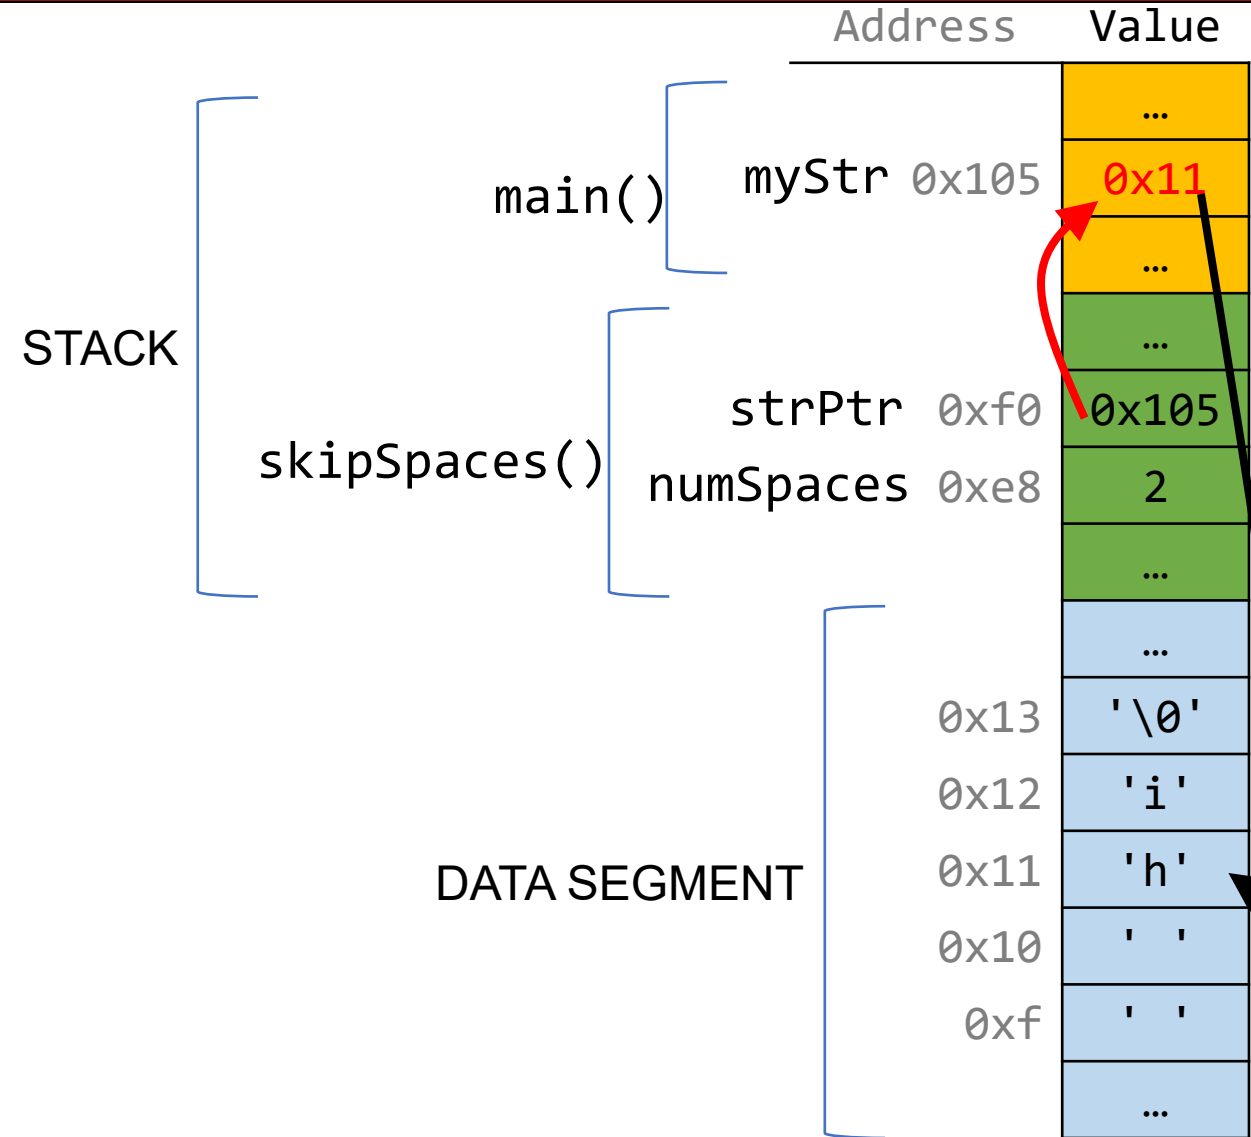 Address Value
…
main() myStr 0x105 0x11
…
STACK
…
strPtr 0xf0 0x105
skipSpaces()
numSpaces 0xe8 2
…
…
0x13 '\0'
0x12 'i'
DATA SEGMENT 0x11 'h'
0x10 ' '
0xf ' '
…